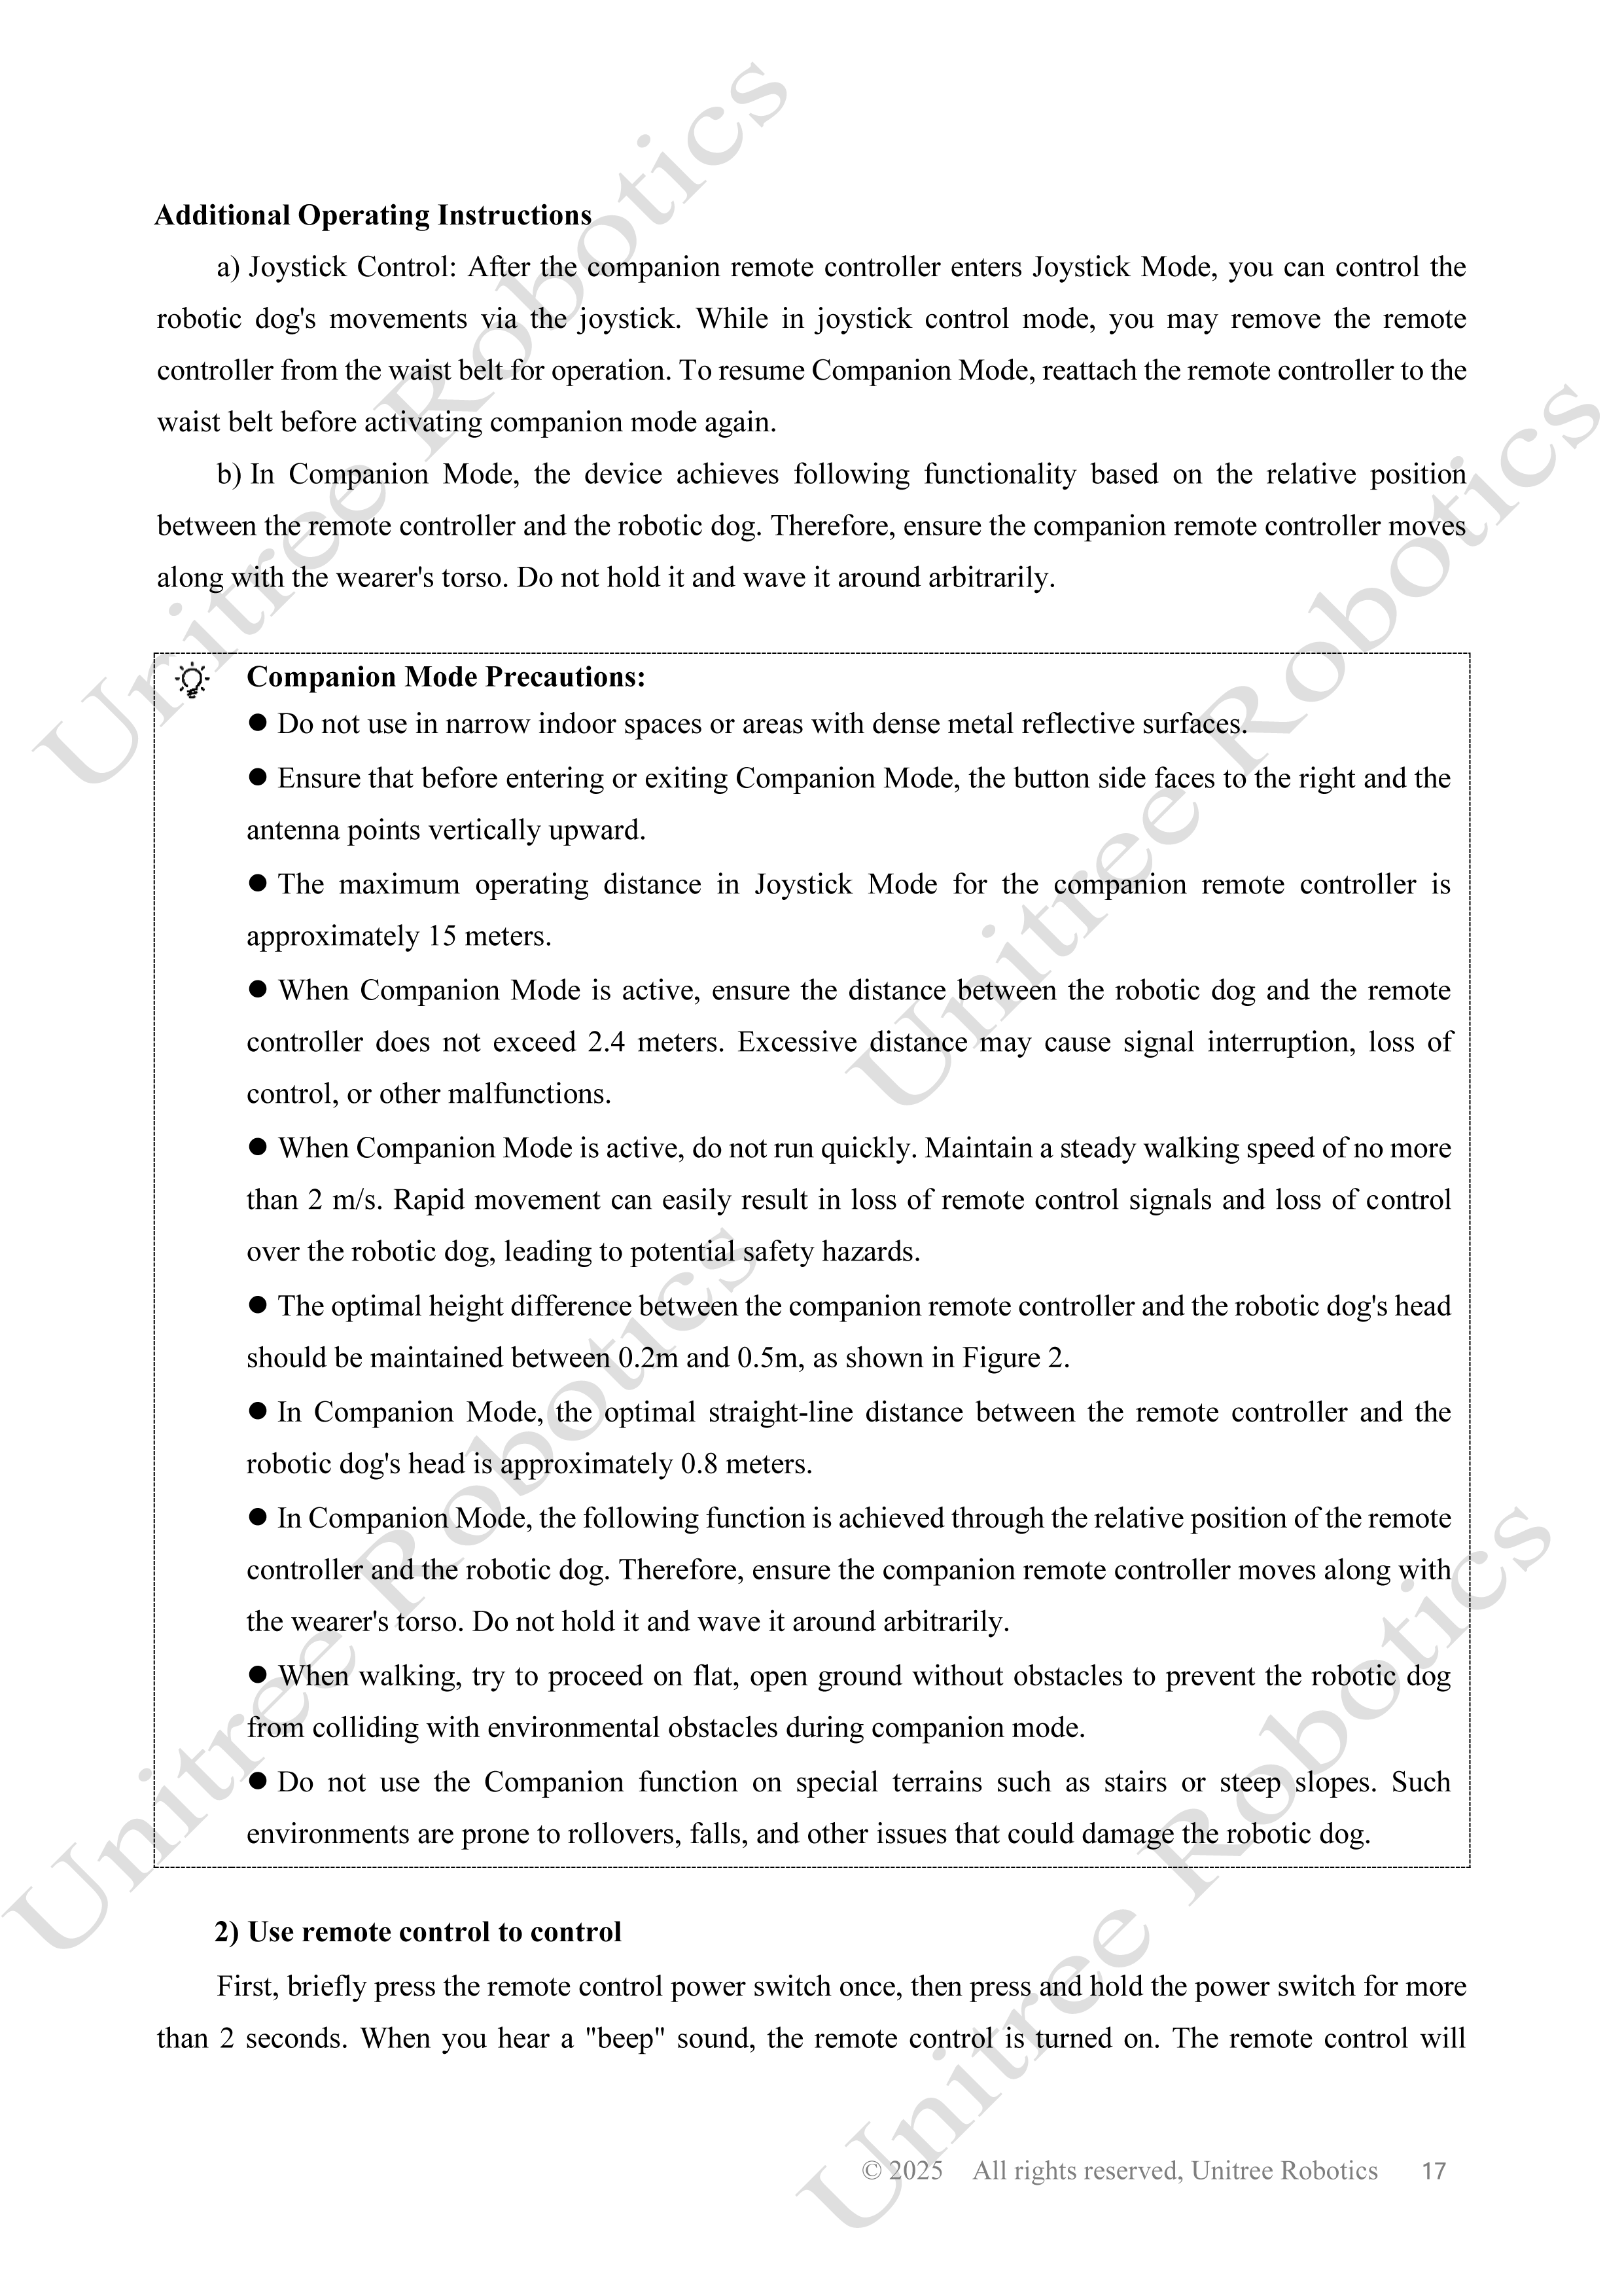 Additional Operating Instructions
a) Joystick Control: After the companion remote controller enters Joystick Mode, you can control the
robotic dog's movements via the joystick. While in joystick control mode, you may remove the remote
controller from the waist belt for operation. To resume Companion Mode, reattach the remote controller to the
waist belt before activating companion mode again.
b) In Companion Mode, the device achieves following functionality based on the relative position
between the remote controller and the robotic dog. Therefore, ensure the companion remote controller moves
along with the wearer's torso. Do not hold it and wave it around arbitrarily.
Companion Mode Precautions:
● Do not use in narrow indoor spaces or areas with dense metal reflective surfaces.
● Ensure that before entering or exiting Companion Mode, the button side faces to the right and the
antenna points vertically upward.
● The maximum operating distance in Joystick Mode for the companion remote controller is
approximately 15 meters.
● When Companion Mode is active, ensure the distance between the robotic dog and the remote
controller does not exceed 2.4 meters. Excessive distance may cause signal interruption, loss of
control, or other malfunctions.
● When Companion Mode is active, do not run quickly. Maintain a steady walking speed of no more
than 2 m/s. Rapid movement can easily result in loss of remote control signals and loss of control
over the robotic dog, leading to potential safety hazards.
● The optimal height difference between the companion remote controller and the robotic dog's head
should be maintained between 0.2m and 0.5m, as shown in Figure 2.
● In Companion Mode, the optimal straight-line distance between the remote controller and the
robotic dog's head is approximately 0.8 meters.
● In Companion Mode, the following function is achieved through the relative position of the remote
controller and the robotic dog. Therefore, ensure the companion remote controller moves along with
the wearer's torso. Do not hold it and wave it around arbitrarily.
● When walking, try to proceed on flat, open ground without obstacles to prevent the robotic dog
from colliding with environmental obstacles during companion mode.
● Do not use the Companion function on special terrains such as stairs or steep slopes. Such
environments are prone to rollovers, falls, and other issues that could damage the robotic dog.
2) Use remote control to control
First, briefly press the remote control power switch once, then press and hold the power switch for more
than 2 seconds. When you hear a "beep" sound, the remote control is turned on. The remote control will
© 2025 All rights reserved, Unitree Robotics 17
Unitree Robotics
Unitree Robotics
Unitree Robotics
Unitree Robotics